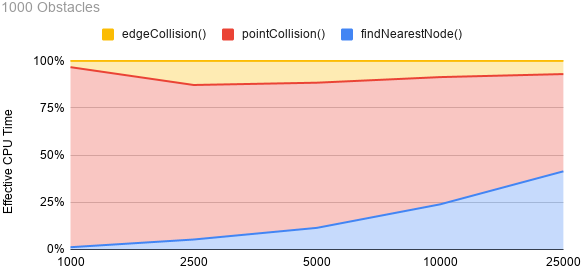 1000 Obstacles
edgeCollision() pointCollision() findNearestNode()
100%
75%
50%
25%
0%
Effective CPU Time
1000 2500 5000 10000 25000